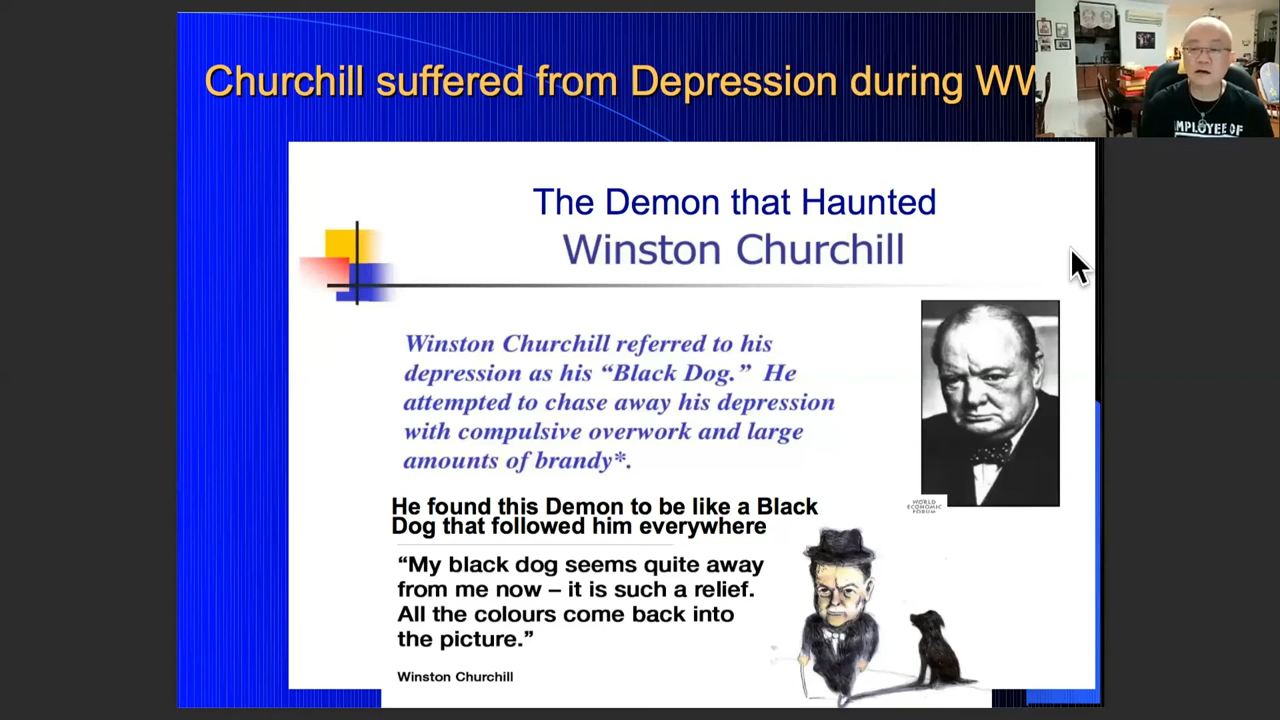 Churchill suffered from Depression during WW
The Demon that Haunted
Winston Churchill
Winston Churchill referred to his
depression as his “Black Dog.” He
attempted to chase away his depression
with compulsive overwork and large
amounts of brandy*.
He found this Demon to be like a Black
Dog that followed him everywhere
“My black dog seems quite away
from me now – it is such a relief.
All the colours come back into
the picture.”
Winston Churchill
WORLD
ECONOMIC
FORUM
EMPLOYEE OF